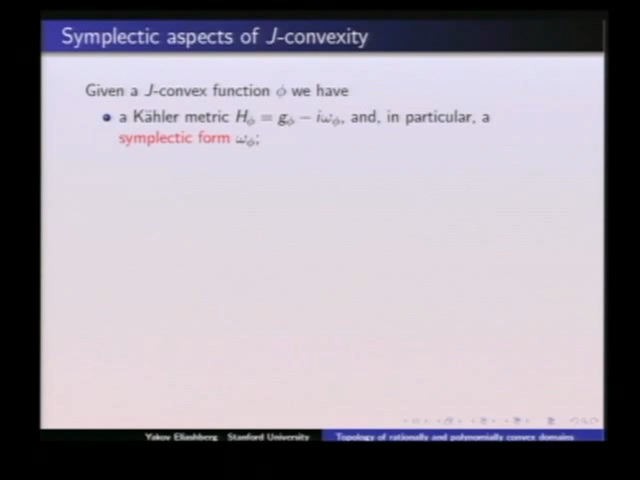 Symplectic aspects of J-convexity
Given a J-convex function ϕ we have
a Kähler metric H_ϕ = g_ϕ − iω_ϕ, and, in particular, a
symplectic form ω_ϕ;
Yakov Eliashberg Stanford University Topology of rationally and polynomially convex domains